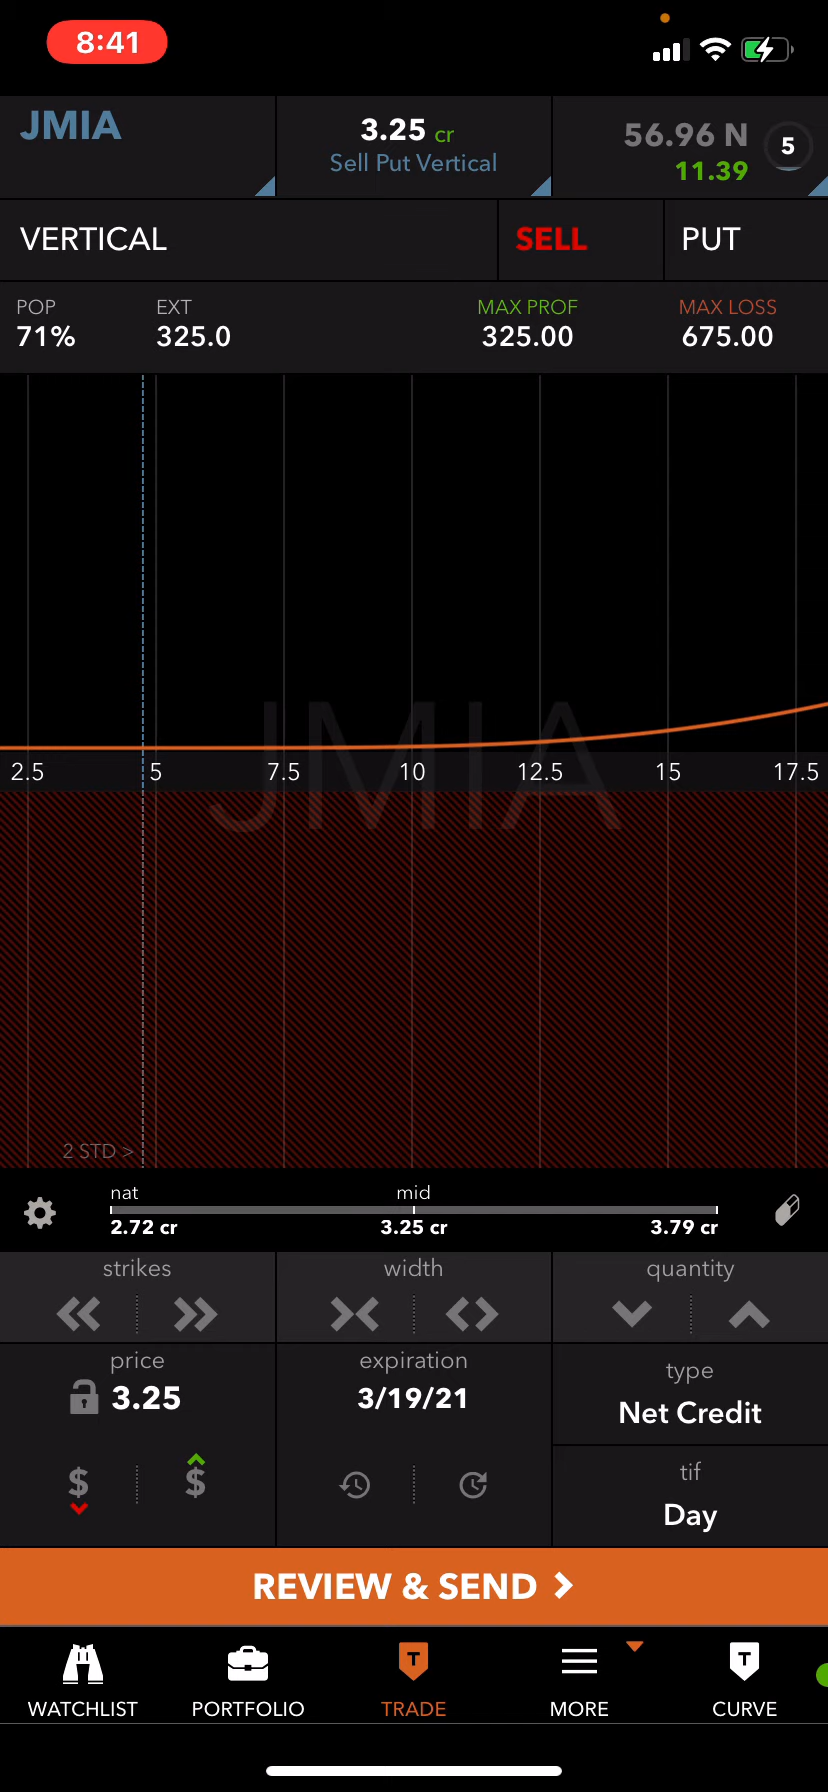 8:41
JMIA
3.25 cr
Sell Put Vertical
56.96 N
11.39
5
VERTICAL
SELL
PUT
POP
71%
EXT
325.0
MAX PROF
325.00
MAX LOSS
675.00
JMIA
2.5 5 7.5 10 12.5 15 17.5
2 STD >
nat mid
2.72 cr 3.25 cr 3.79 cr
strikes
width
quantity
price
3.25
$ $
expiration
3/19/21
type
Net Credit
tif
Day
REVIEW & SEND >
T T
WATCHLIST PORTFOLIO TRADE MORE CURVE